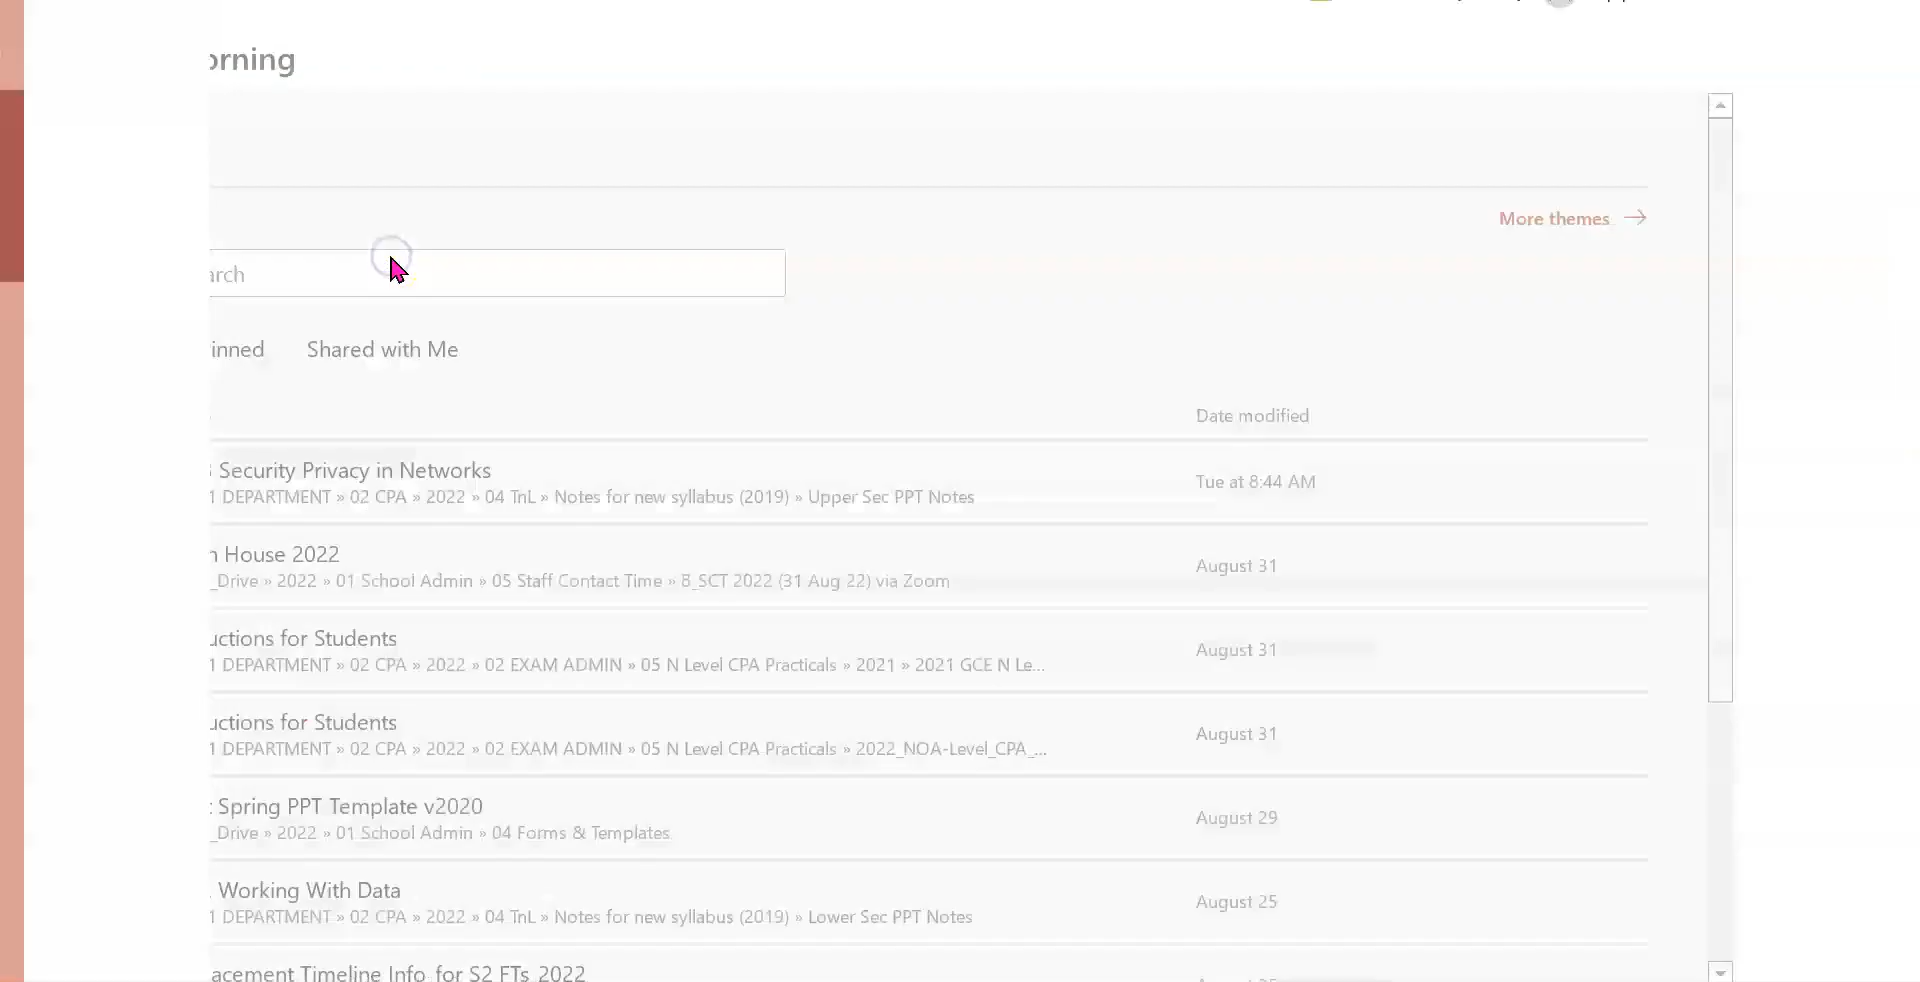 orning
More themes
arch
inned Shared with Me
Date modified
Security Privacy in Networks
1 DEPARTMENT » 02 CPA » 2022 » 04 TnL » Notes for new syllabus (2019) » Upper Sec PPT Notes
Tue at 8:44 AM
n House 2022
_Drive » 2022 » 01 School Admin » 05 Staff Contact Time » 8_SCT 2022 (31 Aug 22) via Zoom
August 31
uctions for Students
1 DEPARTMENT » 02 CPA » 2022 » 02 EXAM ADMIN » 05 N Level CPA Practicals » 2021 » 2021 GCE N Le...
August 31
uctions for Students
1 DEPARTMENT » 02 CPA » 2022 » 02 EXAM ADMIN » 05 N Level CPA Practicals » 2022_NOA-Level_CPA_...
August 31
Spring PPT Template v2020
_Drive » 2022 » 01 School Admin » 04 Forms & Templates
August 29
Working With Data
1 DEPARTMENT » 02 CPA » 2022 » 04 TnL » Notes for new syllabus (2019) » Lower Sec PPT Notes
August 25
acement Timeline Info for S2 FTs 2022